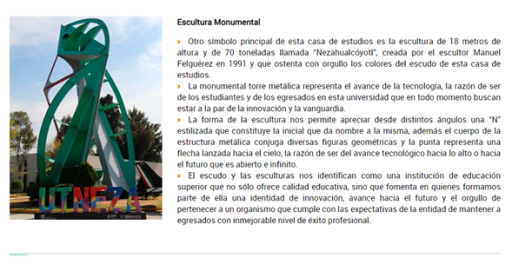 Escultura Monumental
Otro símbolo principal de esta casa de estudios es la escultura de 18 metros de
altura y de 70 toneladas llamada "Nezahualcóyotl", creada por el escultor Manuel
Felguérez en 1991 y que ostenta con orgullo los colores del escudo de esta casa de
estudios.
La monumental torre metálica representa el avance de la tecnología, la razón de ser
de los estudiantes y de los egresados en esta universidad que en todo momento buscan
estar a la par de la innovación y la vanguardia.
La forma de la escultura nos permite apreciar desde distintos ángulos una "N"
estilizada que constituye la inicial que da nombre a la misma, además el cuerpo de la
estructura metálica conjuga diversas figuras geométricas y la punta representa una
flecha lanzada hacia el cielo, la razón de ser del avance tecnológico hacia lo alto o hacia
el futuro que es abierto e infinito.
El escudo y las esculturas nos identifican como una institución de educación
superior que no sólo ofrece calidad educativa, sino que fomenta en quienes formamos
parte de ella una identidad de innovación, avance hacia el futuro y el orgullo de
pertenecer a un organismo que cumple con las expectativas de la entidad de mantener a
egresados con inmejorable nivel de éxito profesional.
UTNEZA